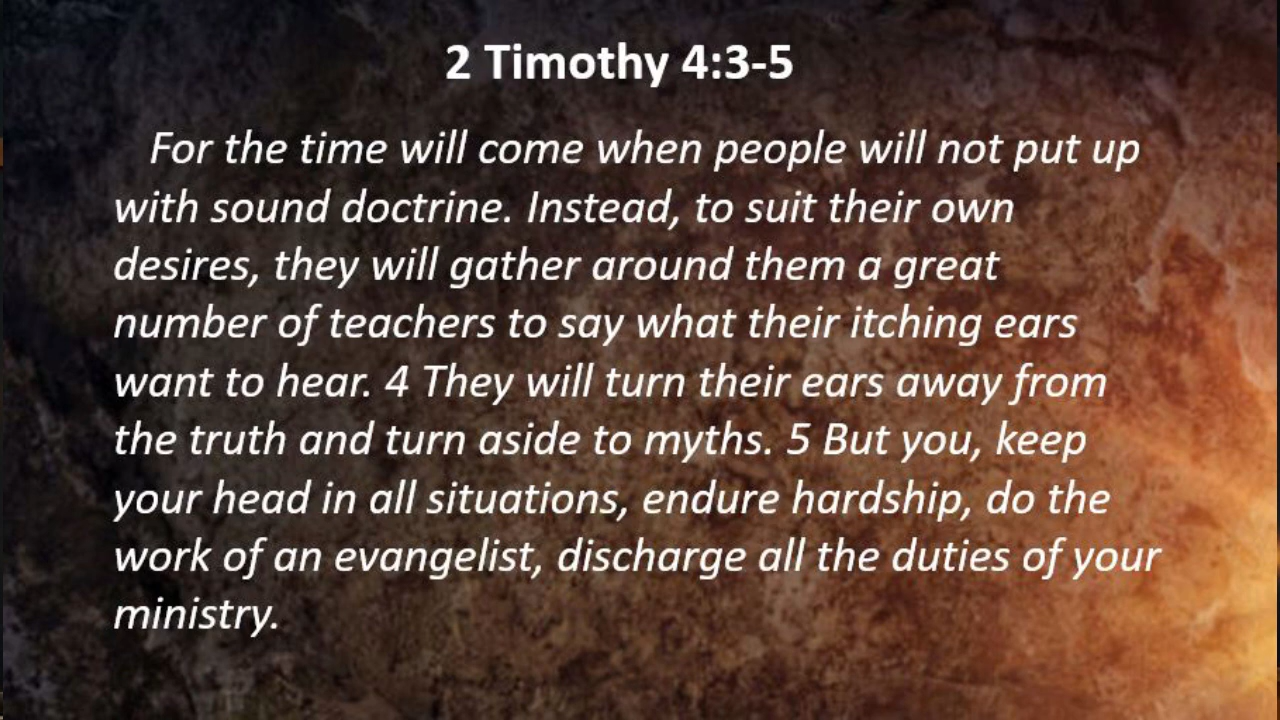 2 Timothy 4:3-5
For the time will come when people will not put up
with sound doctrine. Instead, to suit their own
desires, they will gather around them a great
number of teachers to say what their itching ears
want to hear. 4 They will turn their ears away from
the truth and turn aside to myths. 5 But you, keep
your head in all situations, endure hardship, do the
work of an evangelist, discharge all the duties of your
ministry.